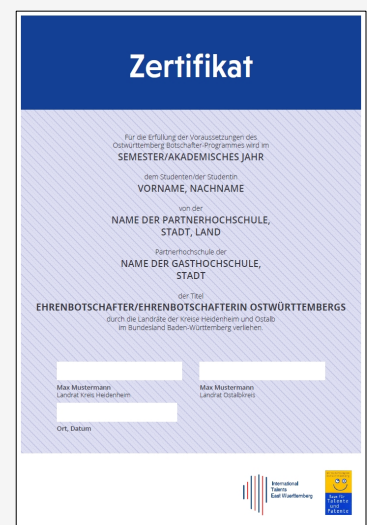 Zertifikat
Für die Erfüllung der Voraussetzungen des
Ostwürttemberg Botschafter-Programmes wird im
SEMESTER/AKADEMISCHES JAHR
dem Studenten/der Studentin
VORNAME, NACHNAME
von der
NAME DER PARTNERHOCHSCHULE,
STADT, LAND
Partnerhochschule der
NAME DER GASTHOCHSCHULE,
STADT
der Titel
EHRENBOTSCHAFTER/EHRENBOTSCHAFTERIN OSTWÜRTTEMBERGS
durch die Landräte der Kreise Heidenheim und Ostalb
im Bundesland Baden-Württemberg verliehen.
Max Mustermann
Landrat Kreis Heidenheim
Max Mustermann
Landrat Ostalbkreis
Ort, Datum
International
Talents
East Wuerttemberg
Raum für
Talente
und
Patente